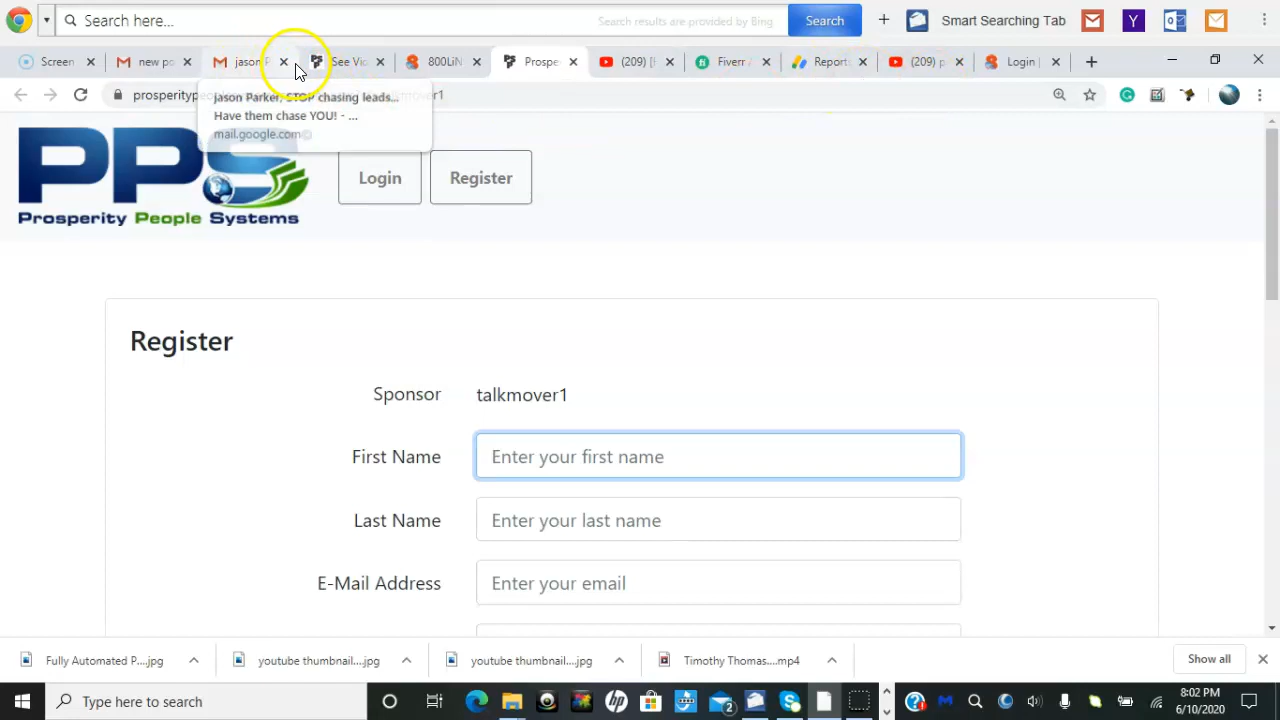 Search here...
Search results are provided by Bing
Search
Smart Searching Tab
Screen
new po
jason P
See Vid
800LiN
Prospe
(209) [
Fiverr /
Reports
(209) p
Login |
jason Parker, STOP chasing leads...
Have them chase YOU! - ...
mail.google.com
PPS
Prosperity People Systems
Login
Register
Register
Sponsor
talkmover1
First Name
Enter your first name
Last Name
Enter your last name
E-Mail Address
Enter your email
Fully Automated P....jpg
youtube thumbnail....jpg
youtube thumbnail....jpg
Timothy Thomas....mp4
Show all
Type here to search
8:02 PM
6/10/2020